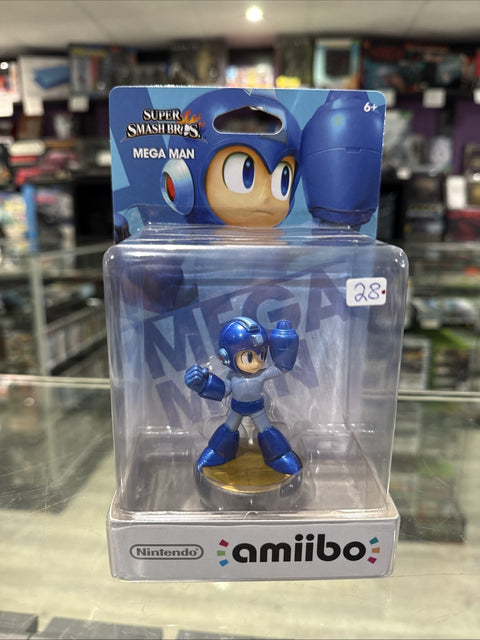 SUPER
SMASH BROS.
MEGA MAN
6+
28.
MEGA
MAN
Nintendo
amiibo